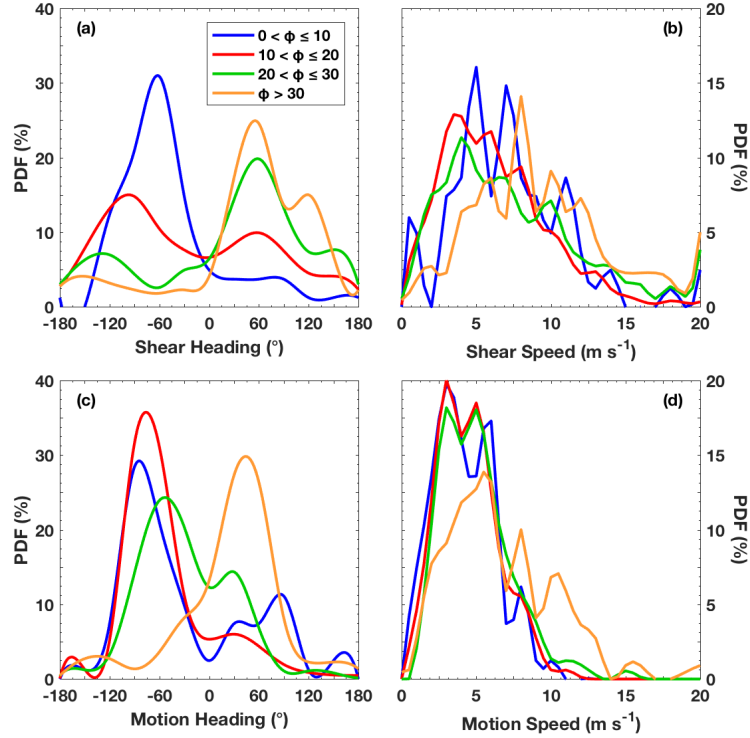 (a)
0 < ϕ ≤ 10
10 < ϕ ≤ 20
20 < ϕ ≤ 30
ϕ > 30
40
30
20
10
0
PDF (%)
-180 -120 -60 0 60 120 180
Shear Heading (°)
(b)
20
15
10
5
0
PDF (%)
0 5 10 15 20
Shear Speed (m s⁻¹)
(c)
40
30
20
10
0
PDF (%)
-180 -120 -60 0 60 120 180
Motion Heading (°)
(d)
20
15
10
5
0
PDF (%)
0 5 10 15 20
Motion Speed (m s⁻¹)